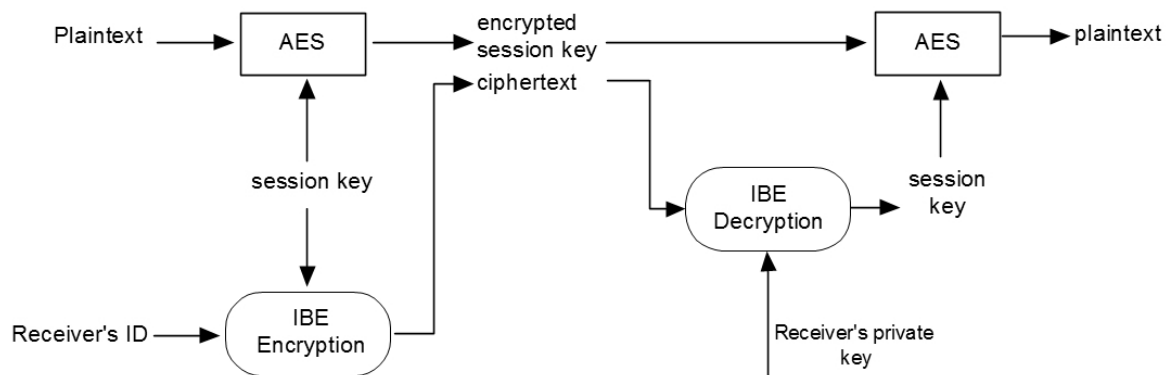 Plaintext
AES
encrypted
session key
ciphertext
AES
plaintext
session key
IBE
Decryption
session
key
Receiver's ID
IBE
Encryption
Receiver's private
key